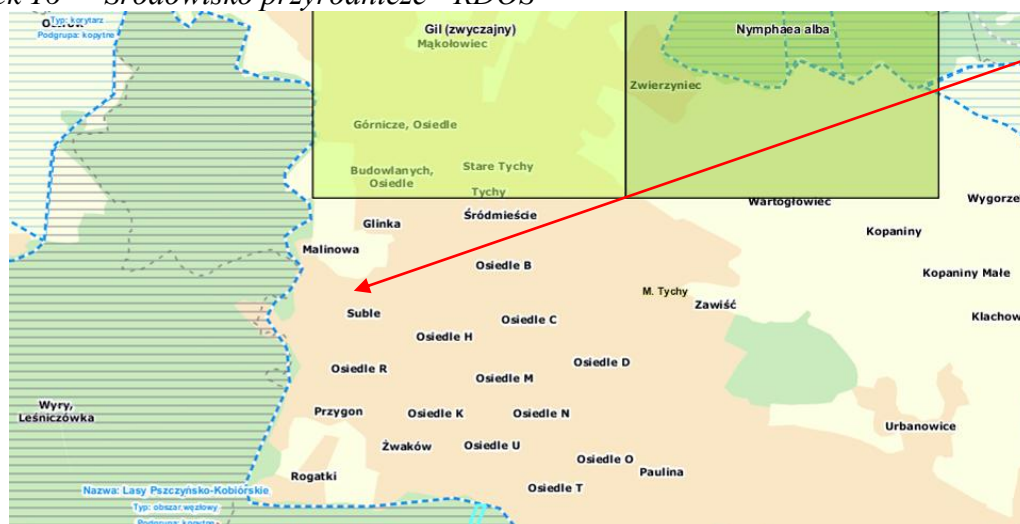 Środowisko przyrodnicze - RDOŚ
Typ: korytarz
Podgrupa: kopytne
Gil (zwyczajny)
Mąkołowiec
Nymphaea alba
Zwierzyniec
Górnicze, Osiedle
Budowlanych,
Osiedle
Stare Tychy
Tychy
Śródmieście
Wartogłowiec
Glinka
Kopaniny
Malinowa
Osiedle B
Kopaniny Małe
M. Tychy
Zawiść
Suble
Osiedle C
Klachow
Osiedle H
Osiedle R
Osiedle D
Osiedle M
Wyry,
Leśniczówka
Przygon
Osiedle K
Osiedle N
Urbanowice
Żwaków
Osiedle U
Osiedle O
Paulina
Rogatki
Osiedle T
Nazwa: Lasy Pszczyńsko-Kobiórskie
Typ: obszar węzłowy
Podgrupa: kopytne